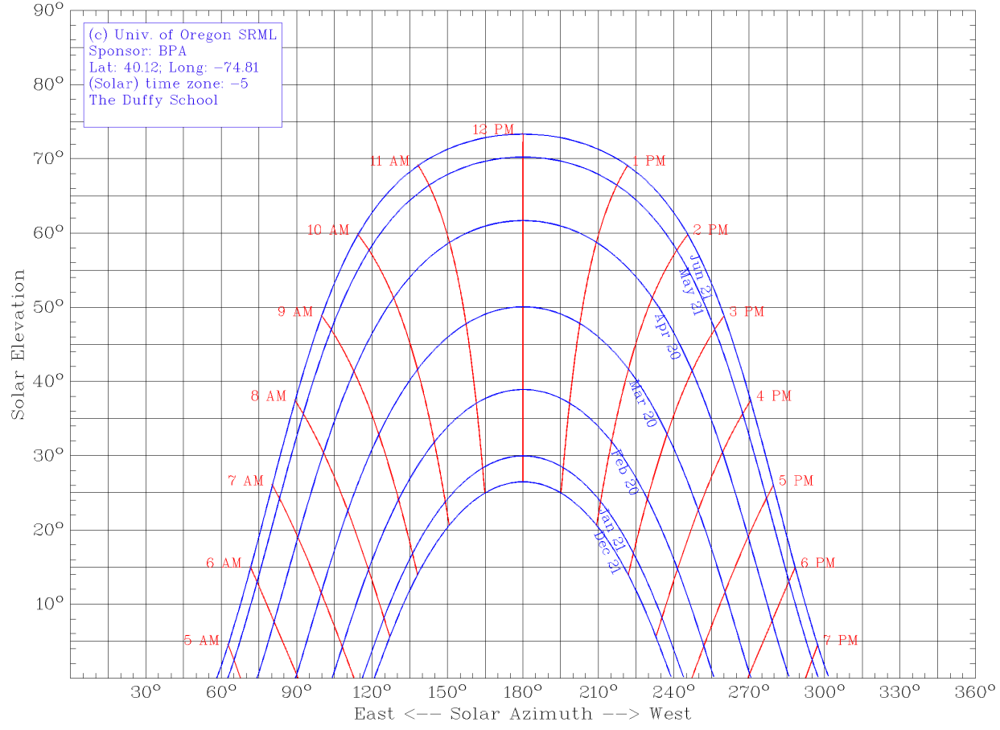 90°
(c) Univ. of Oregon SRML
Sponsor: BPA
Lat: 40.12; Long: -74.81
(Solar) time zone: -5
The Duffy School
80°
70°
60°
50°
40°
30°
20°
10°
Solar Elevation
12 PM
11 AM
1 PM
10 AM
2 PM
9 AM
3 PM
8 AM
4 PM
7 AM
5 PM
6 AM
6 PM
5 AM
7 PM
Jun 21
May 21
Apr 20
Mar 20
Feb 20
Jan 21
Dec 21
30° 60° 90° 120° 150° 180° 210° 240° 270° 300° 330° 360°
East <-- Solar Azimuth --> West